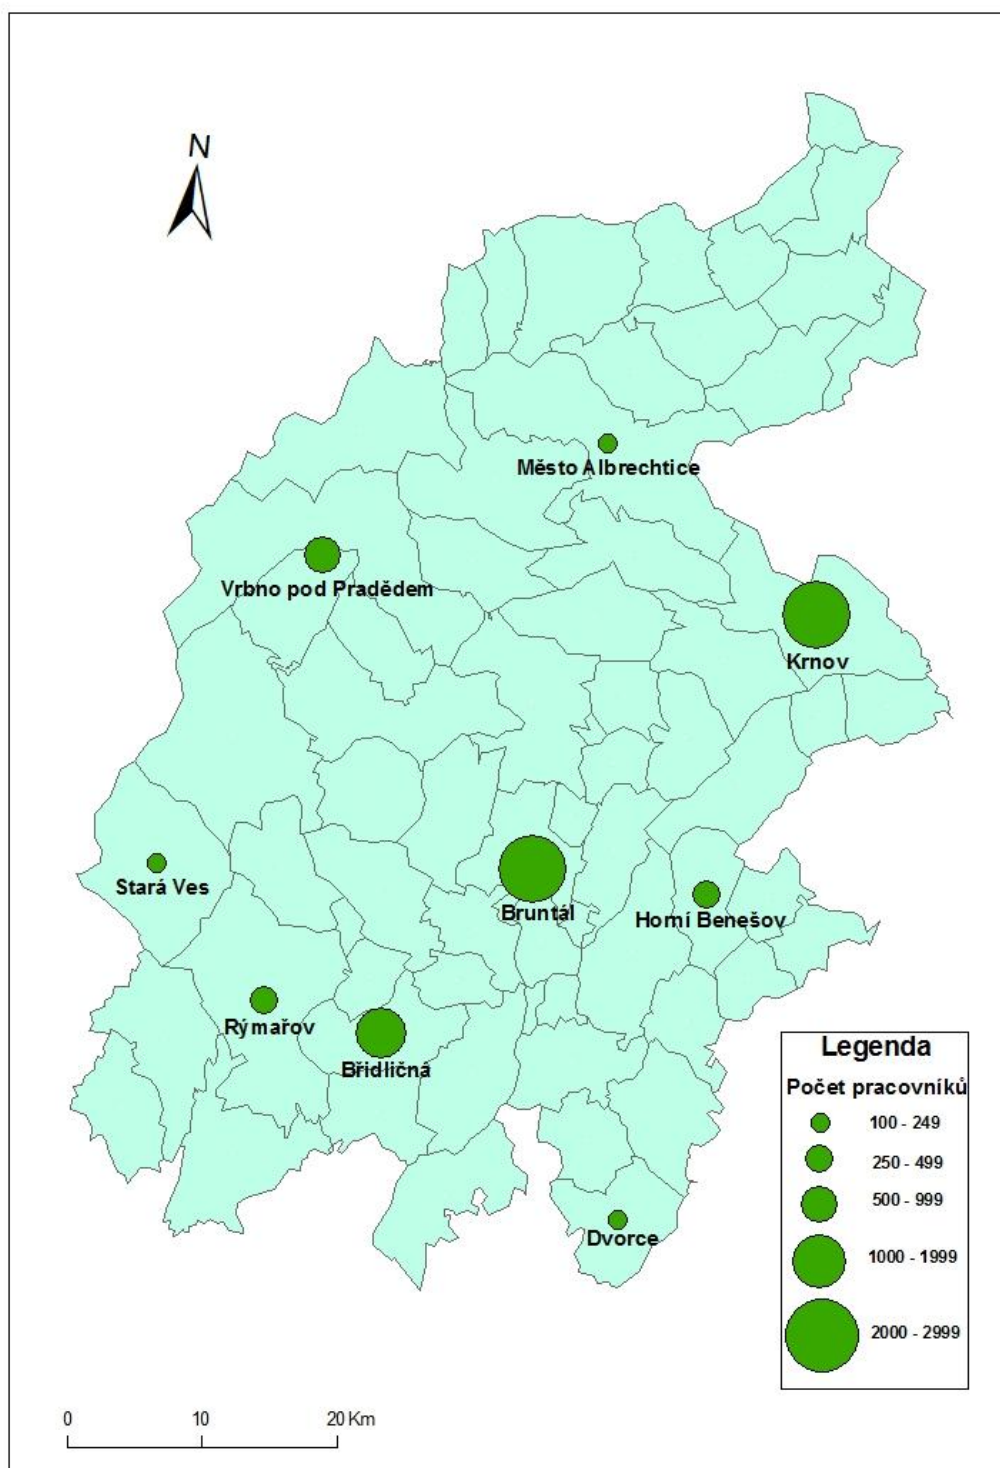 N
Město Albrechtice
Vrbno pod Pradědem
Krnov
Stará Ves
Bruntál
Horní Benešov
Rýmařov
Břidličná
Dvorce
Legenda
Počet pracovníků
100 - 249
250 - 499
500 - 999
1000 - 1999
2000 - 2999
0 10 20 Km